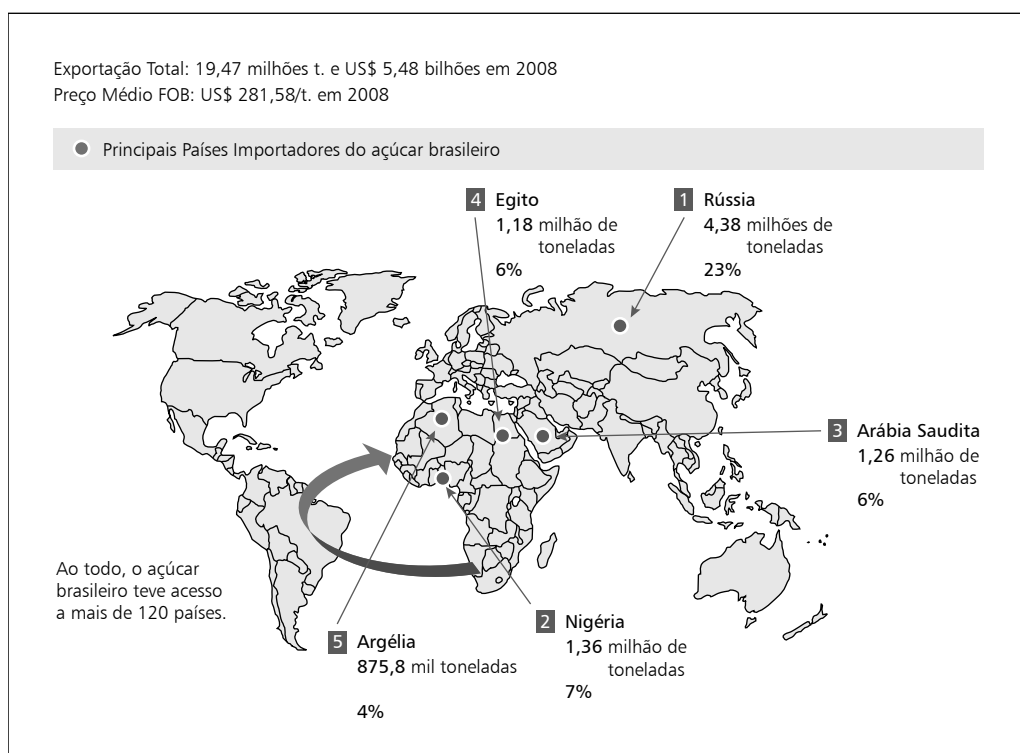 Exportação Total: 19,47 milhões t. e US$ 5,48 bilhões em 2008
Preço Médio FOB: US$ 281,58/t. em 2008
Principais Países Importadores do açúcar brasileiro
4 Egito
1,18 milhão de
toneladas
6%
1 Rússia
4,38 milhões de
toneladas
23%
3 Arábia Saudita
1,26 milhão de
toneladas
6%
Ao todo, o açúcar
brasileiro teve acesso
a mais de 120 países.
5 Argélia
875,8 mil toneladas
4%
2 Nigéria
1,36 milhão de
toneladas
7%